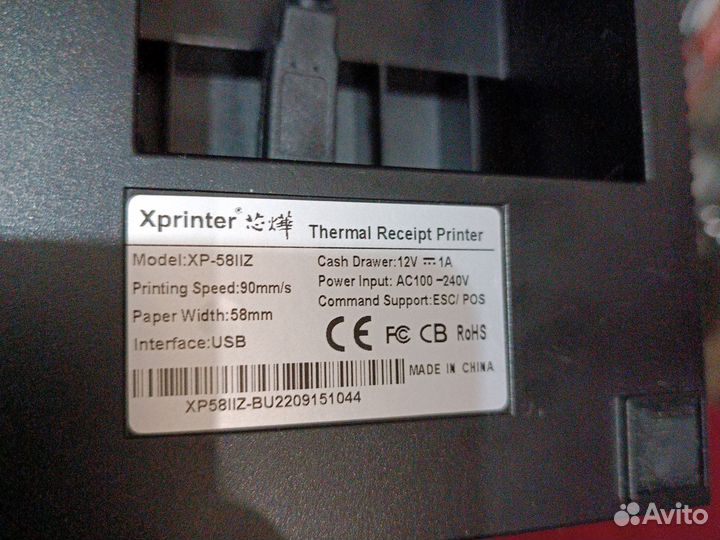 Xprinter® 芯烨 Thermal Receipt Printer
Model:XP-58IIZ
Printing Speed:90mm/s
Paper Width:58mm
Interface:USB
Cash Drawer:12V ⎓ 1A
Power Input: AC100 -240V
Command Support:ESC/ POS
CE FC CB RoHS
MADE IN CHINA
XP58IIZ-BU2209151044
Avito